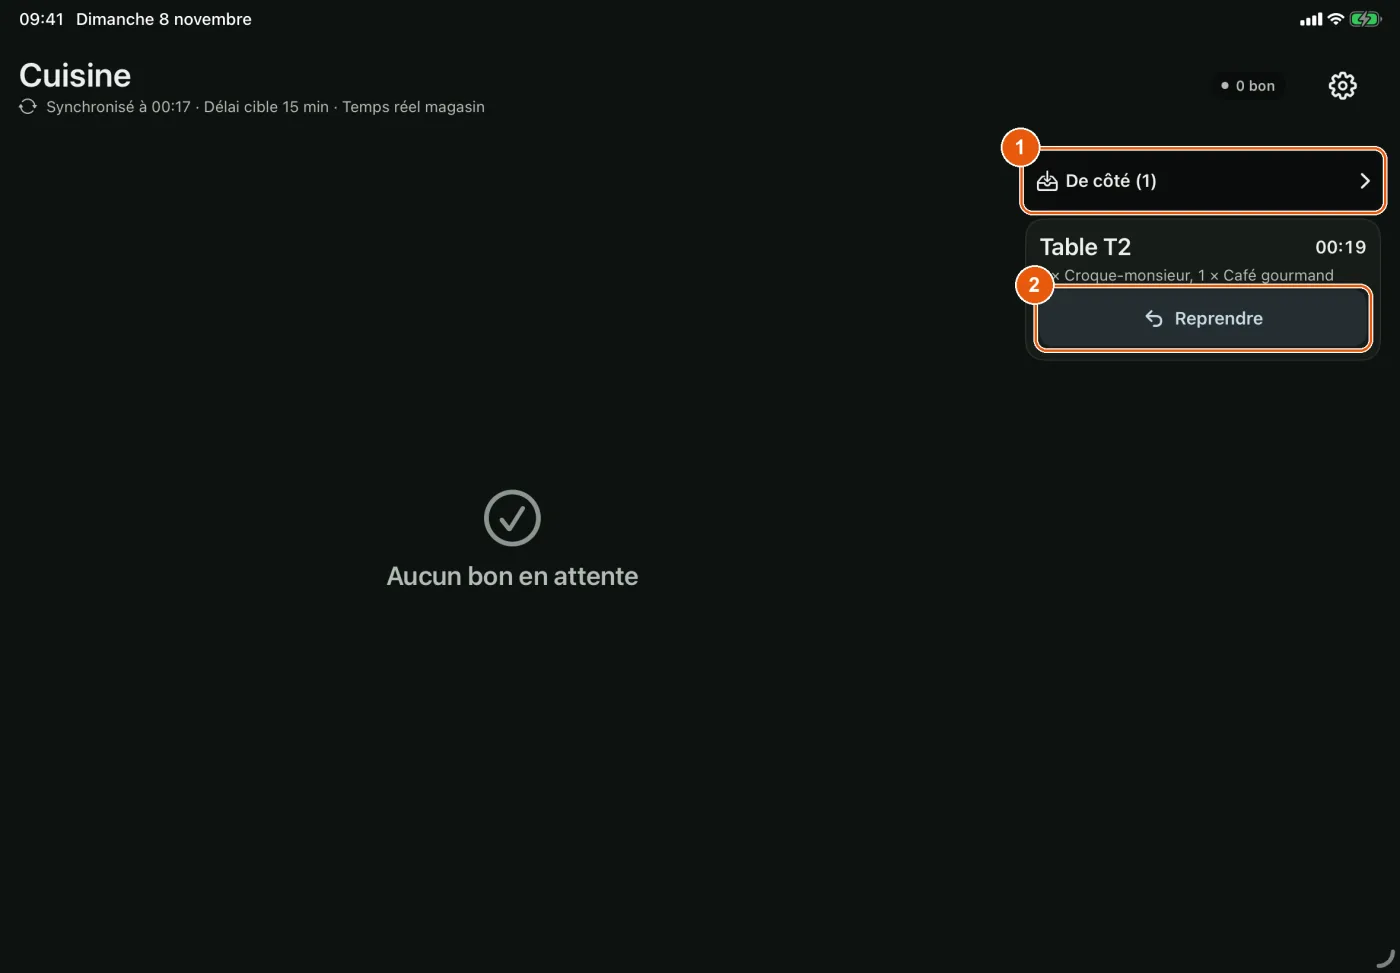 09:41 Dimanche 8 novembre
Cuisine
Synchronisé à 00:17 · Délai cible 15 min · Temps réel magasin
0 bon
1
De côté (1)
Table T2 00:19
× Croque-monsieur, 1 × Café gourmand
2
Reprendre
Aucun bon en attente